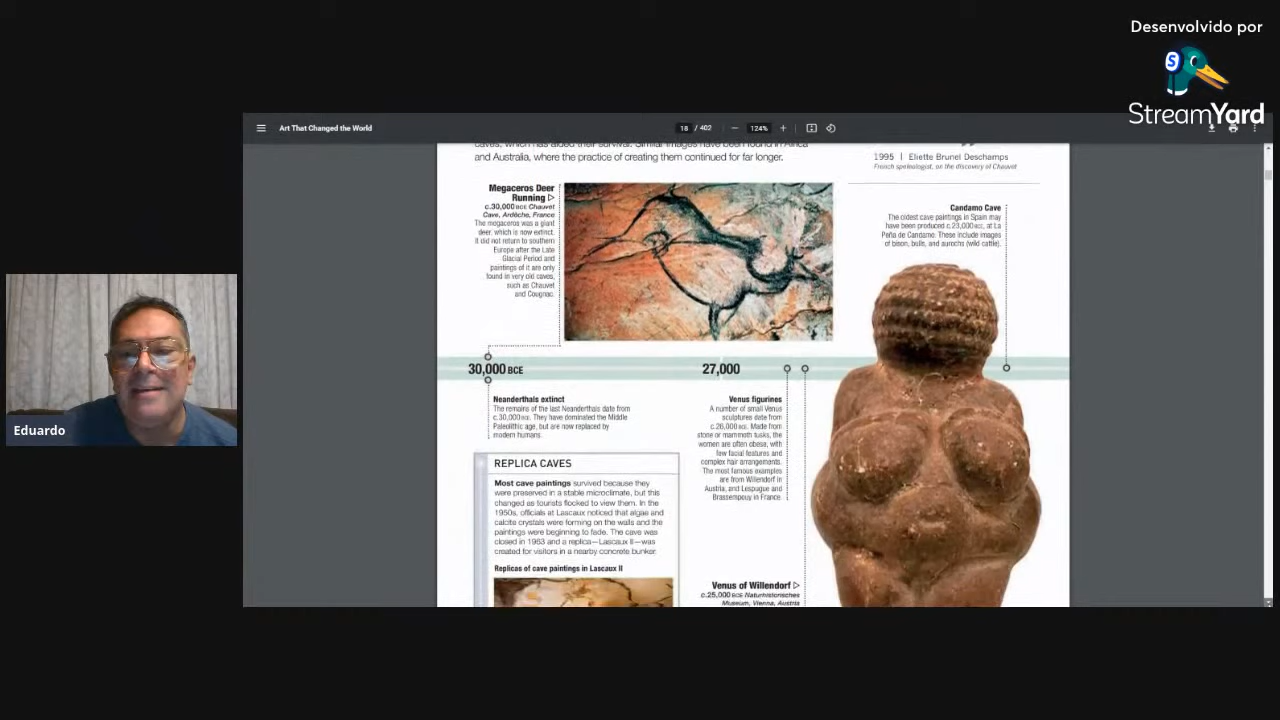 Desenvolvido por
StreamYard
Art That Changed the World
18 / 402
124%
and Australia, where the practice of creating them continued for far longer.
1995 | Eliette Brunel Deschamps
French speleologist, on the discovery of Chauvet
Megaceros Deer
Running ▷
c.30,000 BCE Chauvet
Cave, Ardèche, France
The megaceros was a giant
deer, which is now extinct.
It did not return to southern
Europe after the Late
Glacial Period and
paintings of it are only
found in very old caves,
such as Chauvet
and Cougnac.
Candamo Cave
The oldest cave paintings in Spain may
have been produced c.23,000 BCE, at La
Peña de Candamo. These include images
of bison, bulls, and aurochs (wild cattle).
30,000 BCE
27,000
Neanderthals extinct
The remains of the last Neanderthals date from
c.30,000 BCE. They have dominated the Middle
Paleolithic age, but are now replaced by
modern humans.
Venus figurines
A number of small Venus
sculptures date from
c.26,000 BCE. Made from
stone or mammoth tusks, the
women are often obese, with
few facial features and
complex hair arrangements.
The most famous examples
are from Willendorf in
Austria, and Lespugue and
Brassempouy in France.
REPLICA CAVES
Most cave paintings survived because they
were preserved in a stable microclimate, but this
changed as tourists flocked to view them. In the
1950s, officials at Lascaux noticed that algae and
calcite crystals were forming on the walls and the
paintings were beginning to fade. The cave was
closed in 1963 and a replica—Lascaux II—was
created for visitors in a nearby concrete bunker.
Replicas of cave paintings in Lascaux II
Venus of Willendorf ▷
c.25,000 BCE Naturhistorisches
Museum, Vienna, Austria
Eduardo